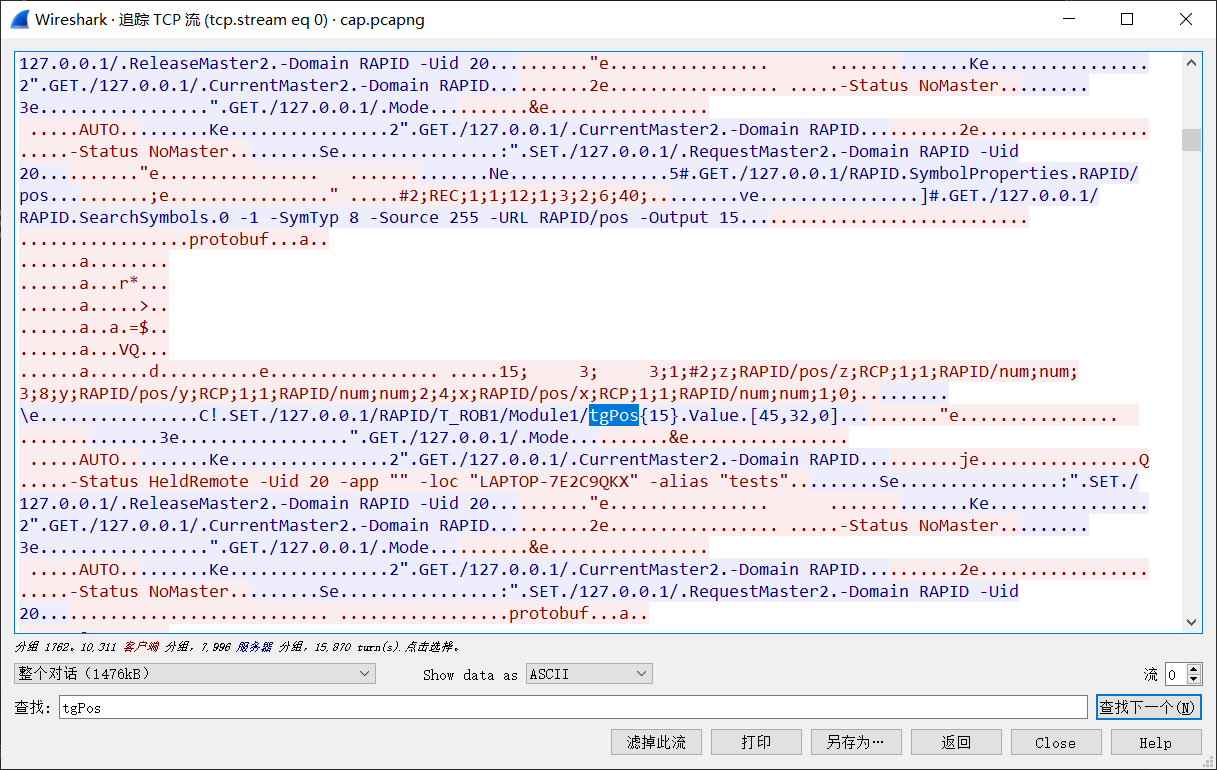 Wireshark · 追踪 TCP 流 (tcp.stream eq 0) · cap.pcapng
127.0.0.1/.ReleaseMaster2.-Domain RAPID -Uid 20..........."e................ ..............Ke................
2".GET./127.0.0.1/.CurrentMaster2.-Domain RAPID..........2e................. ......-Status NoMaster.........
3e.................".GET./127.0.0.1/.Mode..........&e................
.....AUTO.........Ke................2".GET./127.0.0.1/.CurrentMaster2.-Domain RAPID..........2e.................
.....-Status NoMaster.........Se................:".SET./127.0.0.1/.RequestMaster2.-Domain RAPID -Uid
20.........."e................ ..............Ne................5#.GET./127.0.0.1/RAPID.SymbolProperties.RAPID/
pos..........;e................" .....#2;REC;1;1;12;1;3;2;6;40;..........ve................]#.GET./127.0.0.1/
RAPID.SearchSymbols.0 -1 -SymTyp 8 -Source 255 -URL RAPID/pos -Output 15.............................
.................protobuf...a..
......a........
......a...r*...
......a.....>..
......a..a.=$..
......a...VQ...
......a......d..........e................. .....15; 3; 3;1;#2;z;RAPID/pos/z;RCP;1;1;RAPID/num;num;
3;8;y;RAPID/pos/y;RCP;1;1;RAPID/num;num;2;4;x;RAPID/pos/x;RCP;1;1;RAPID/num;num;1;0;..........
\e................C!.SET./127.0.0.1/RAPID/T_ROB1/Module1/tgPos{15}.Value.[45,32,0].........."e................
..............3e.................".GET./127.0.0.1/.Mode..........&e................
.....AUTO.........Ke................2".GET./127.0.0.1/.CurrentMaster2.-Domain RAPID..........je................Q
.....-Status HeldRemote -Uid 20 -app "" -loc "LAPTOP-7E2C9QKX" -alias "tests".........Se................:".SET./
127.0.0.1/.ReleaseMaster2.-Domain RAPID -Uid 20.........."e................ ..............Ke................
2".GET./127.0.0.1/.CurrentMaster2.-Domain RAPID..........2e................. ......-Status NoMaster.........
3e.................".GET./127.0.0.1/.Mode..........&e................
.....AUTO.........Ke................2".GET./127.0.0.1/.CurrentMaster2.-Domain RAPID..........2e.................
.....-Status NoMaster.........Se................:".SET./127.0.0.1/.RequestMaster2.-Domain RAPID -Uid
20............................. .................protobuf...a..
分组 1762。10,311 客户端 分组，7,996 服务器 分组，15,870 turn(s).点击选择。
整个对话（1476kB）
Show data as
ASCII
流
0
查找:
tgPos
查找下一个(N)
滤掉此流
打印
另存为…
返回
Close
Help